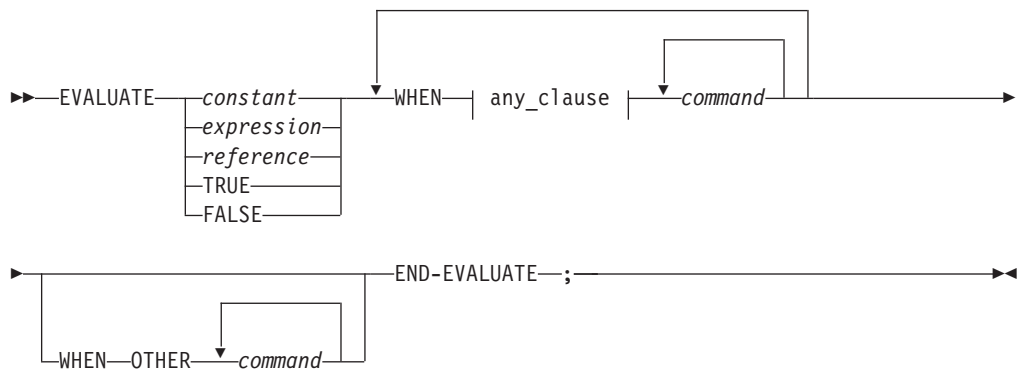 EVALUATE constant WHEN any_clause command
expression
reference
TRUE
FALSE
END-EVALUATE ;
WHEN OTHER command